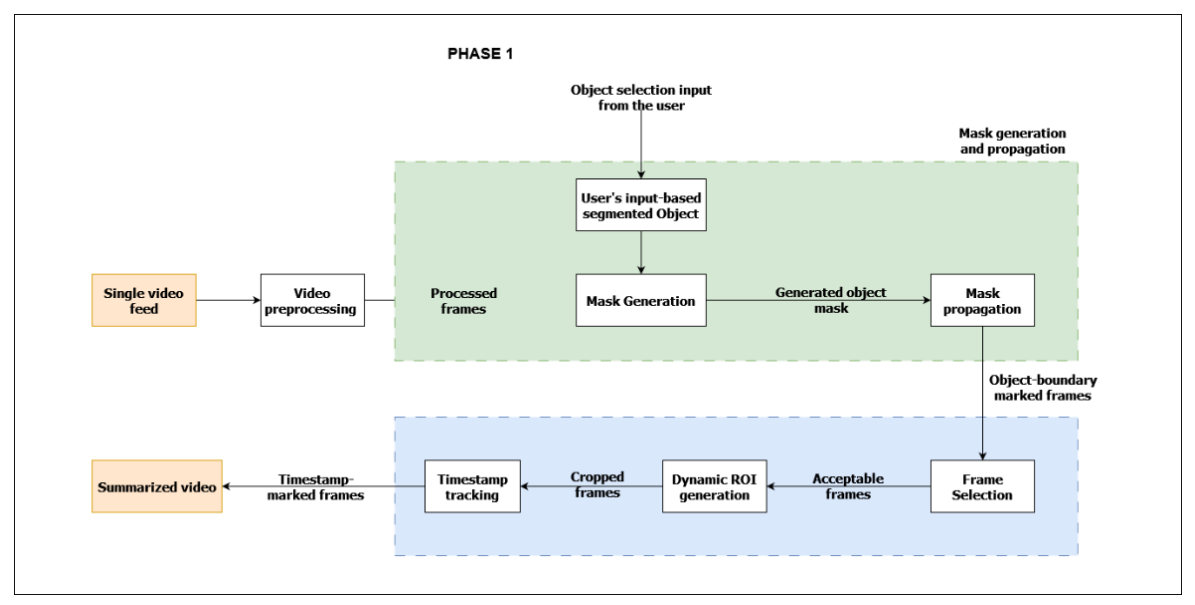 PHASE 1
Object selection input
from the user
Mask generation
and propagation
User's input-based
segmented Object
Single video
feed
Video
preprocessing
Processed
frames
Mask Generation
Generated object
mask
Mask
propagation
Object-boundary
marked frames
Summarized video
Timestamp-
marked frames
Timestamp
tracking
Cropped
frames
Dynamic ROI
generation
Acceptable
frames
Frame
Selection